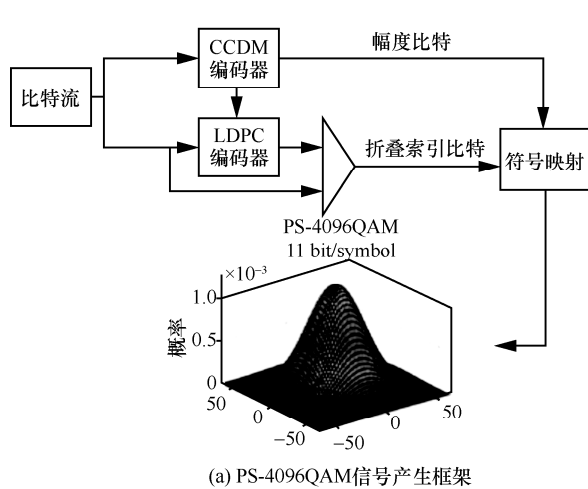 CCDM
编码器
幅度比特
比特流
LDPC
编码器
折叠索引比特
符号映射
PS-4096QAM
11 bit/symbol
×10⁻³
1.0
概率
0.5
0
50
0
−50
−50
0
50
(a) PS-4096QAM信号产生框架